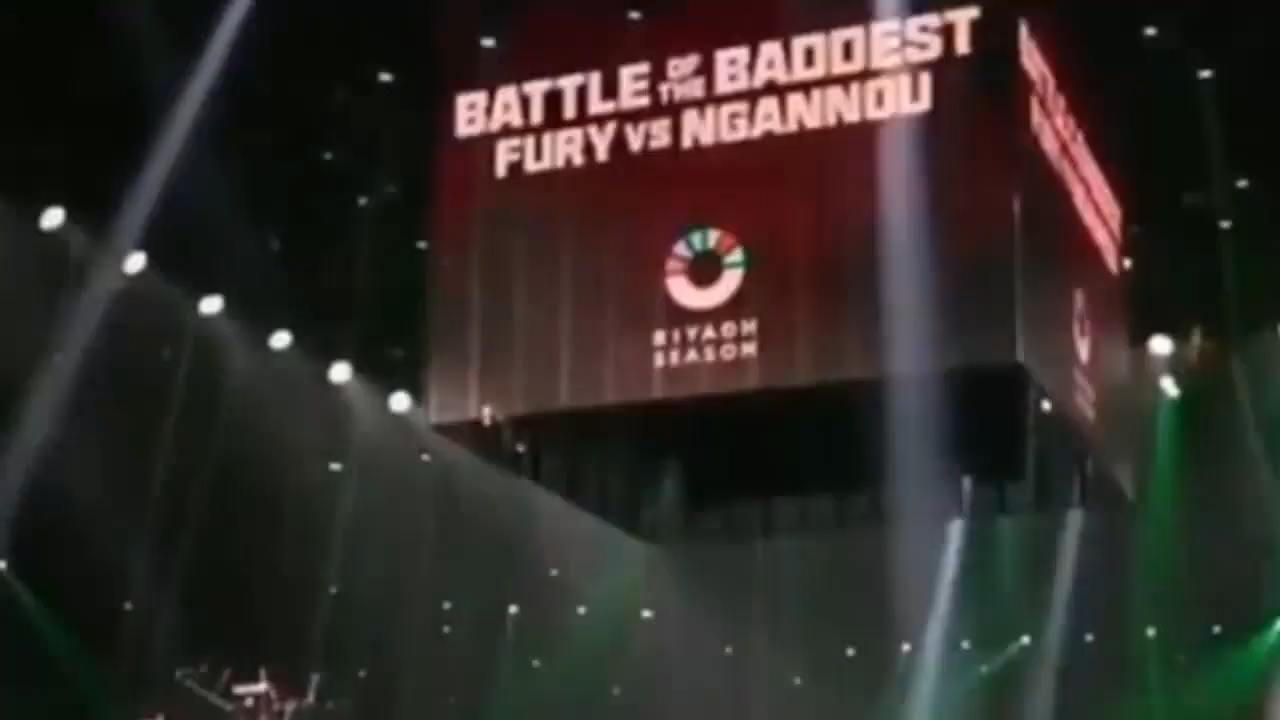 BATTLE OF THE BADDEST
FURY VS NGANNOU
RIYADH
SEASON